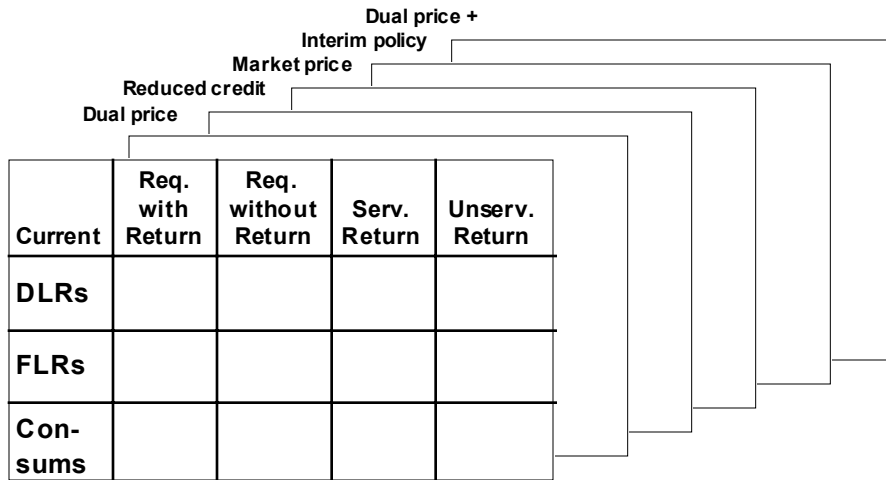 Dual price +
Interim policy
Market price
Reduced credit
Dual price
Current
Req.
with
Return
Req.
without
Return
Serv.
Return
Unserv.
Return
DLRs
FLRs
Con-
sums